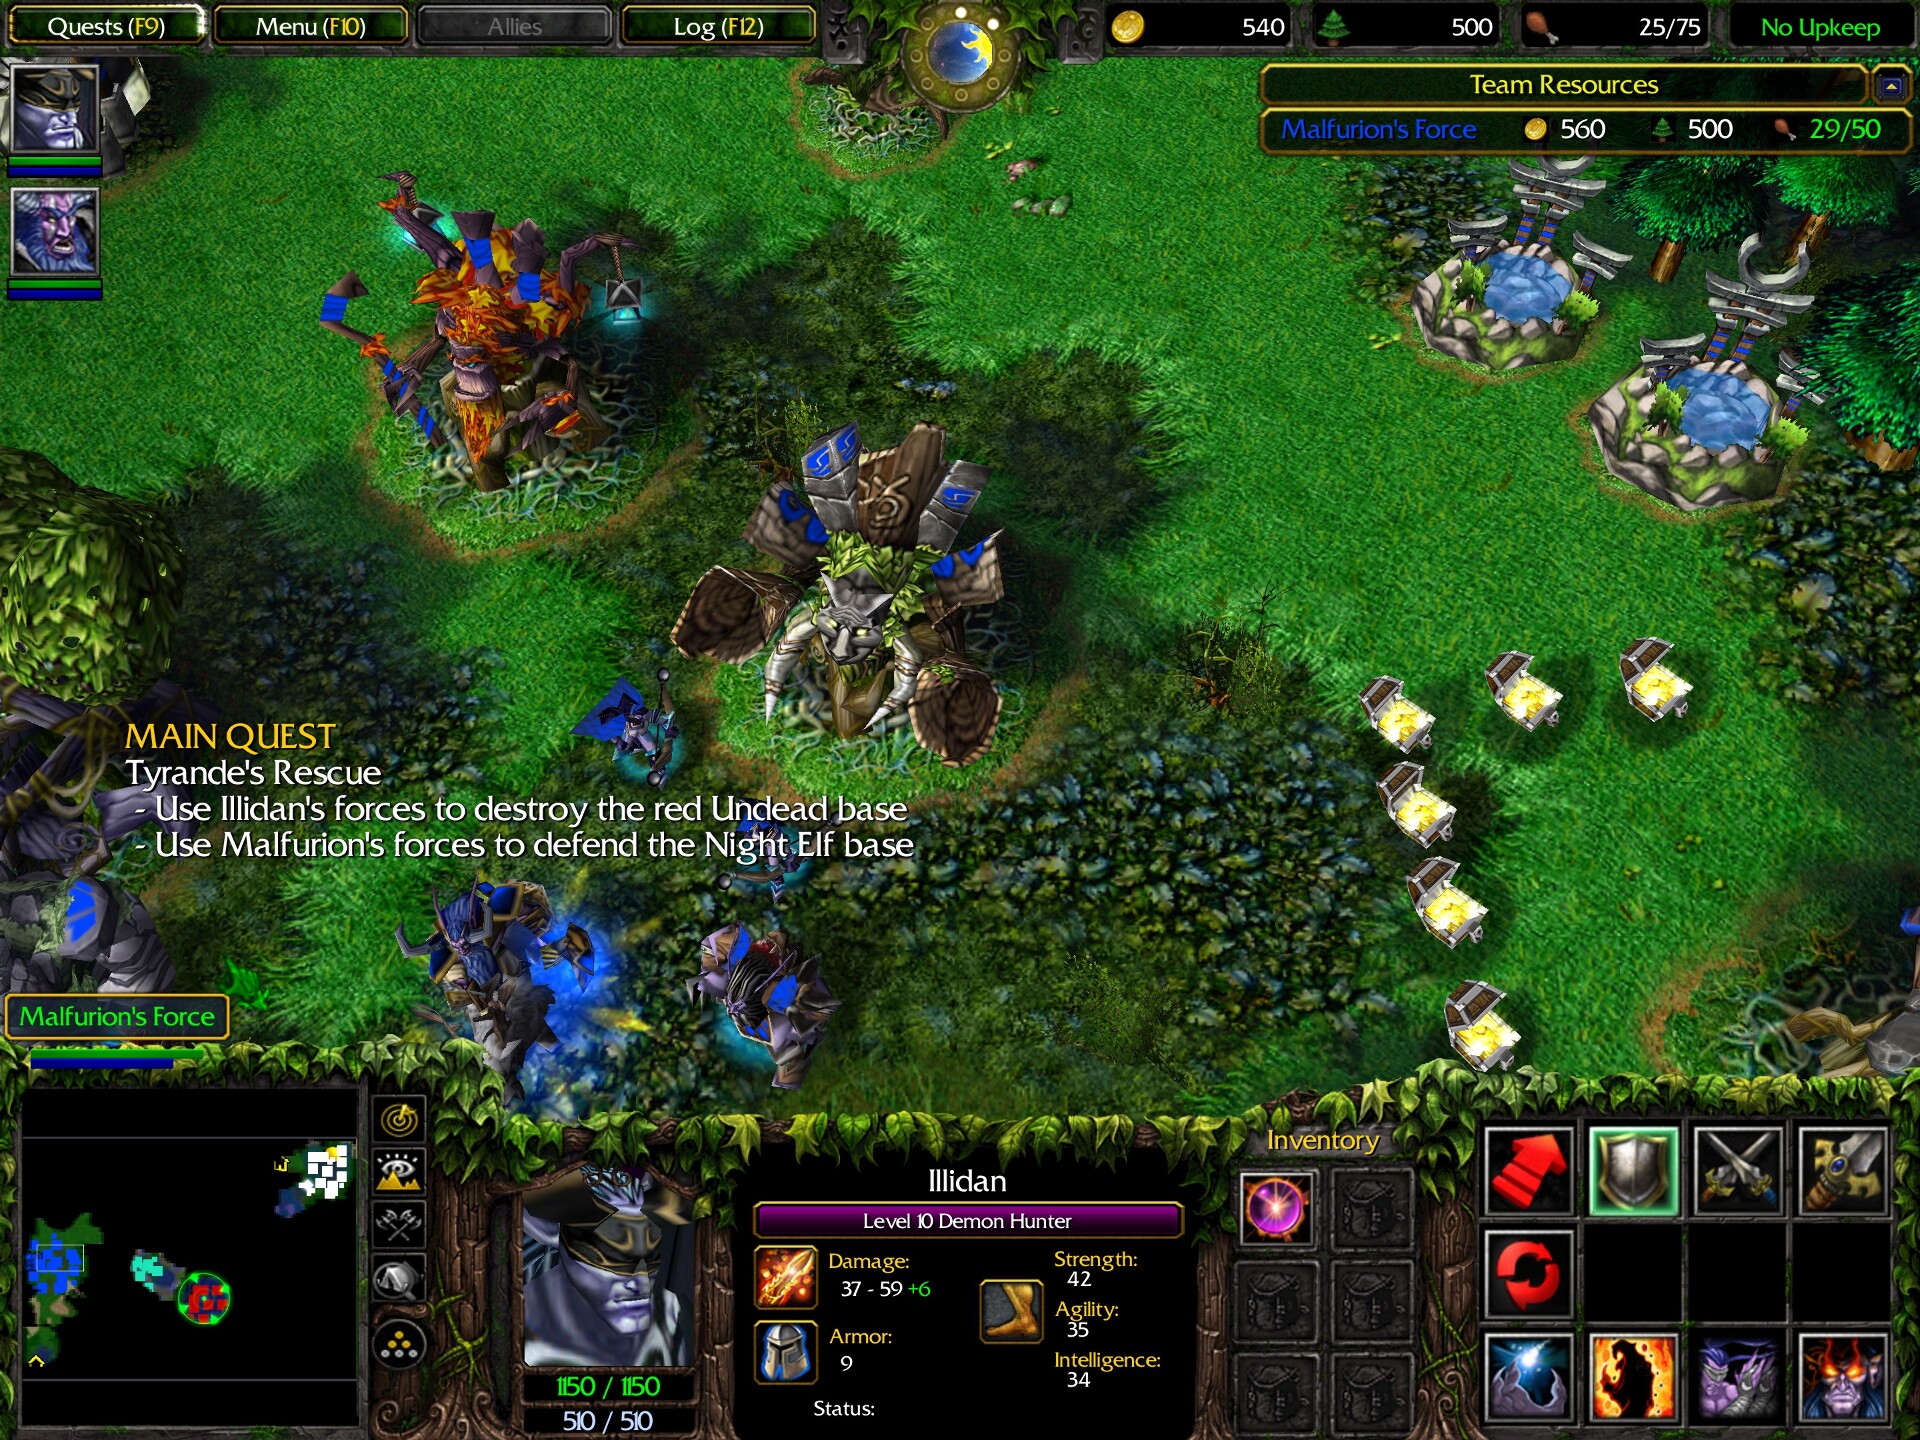 Quests (F9) Menu (F10) Allies Log (F12) 540 500 25/75 No Upkeep
Team Resources
Malfurion's Force 560 500 29/50
MAIN QUEST
Tyrande's Rescue
- Use Illidan's forces to destroy the red Undead base
- Use Malfurion's forces to defend the Night Elf base
Malfurion's Force
Illidan
Level 10 Demon Hunter
Damage:
37 - 59 +6
Armor:
9
Strength:
42
Agility:
35
Intelligence:
34
Status:
1150 / 1150
510 / 510
Inventory